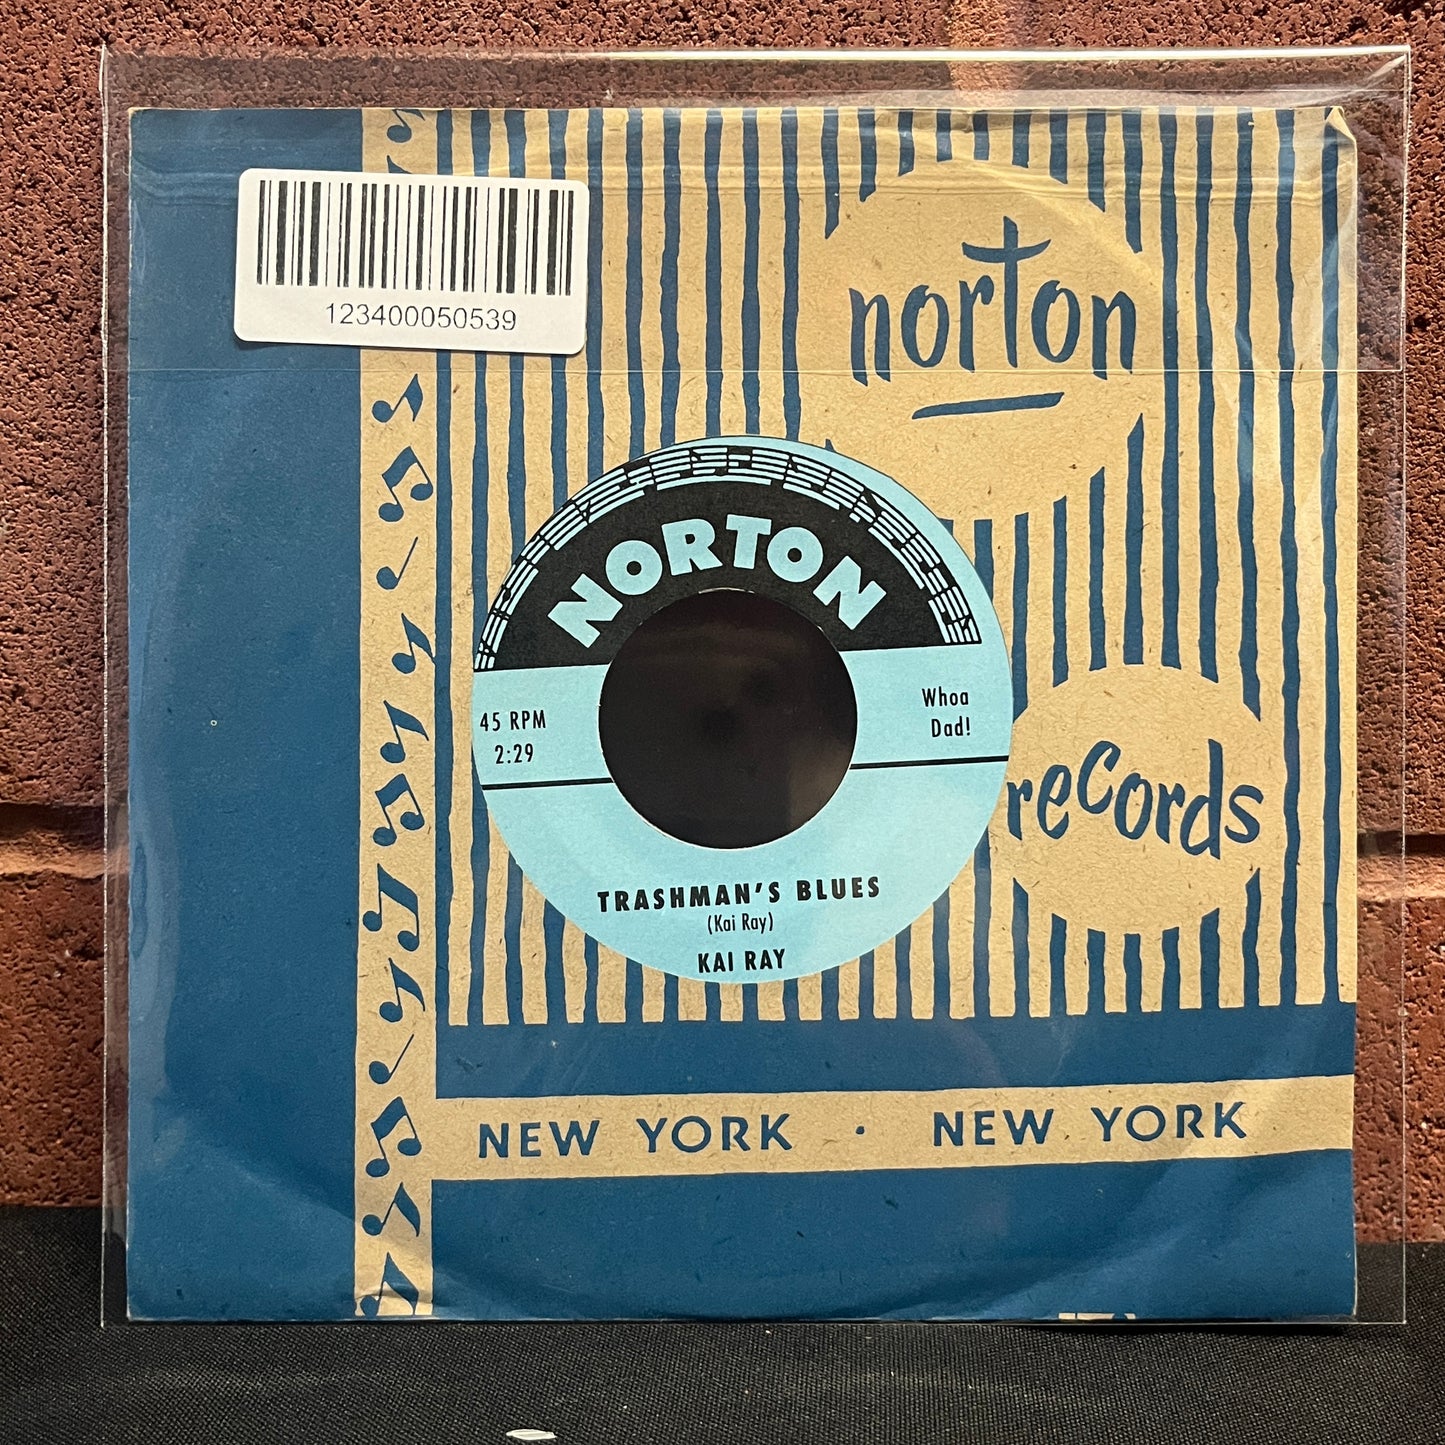 123400050539
norton
records
NORTON
45 RPM
2:29
Whoa
Dad!
TRASHMAN'S BLUES
(Kai Ray)
KAI RAY
NEW YORK · NEW YORK